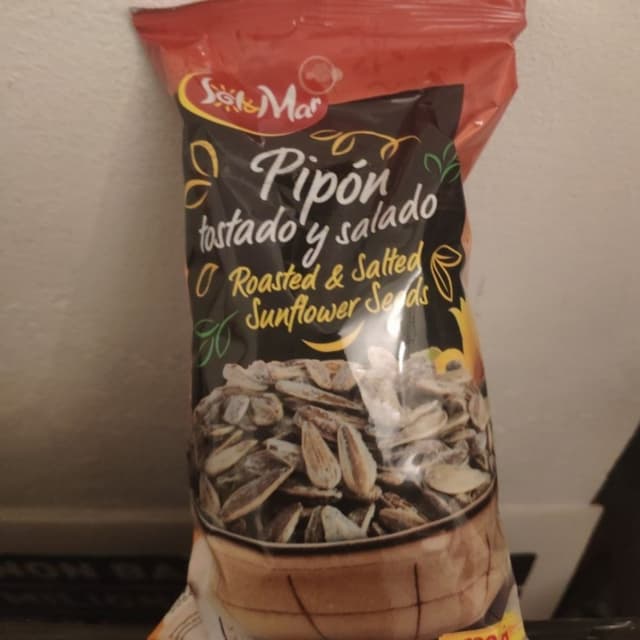 Sol&Mar
Pipón
tostado y salado
Roasted & Salted
Sunflower Seeds